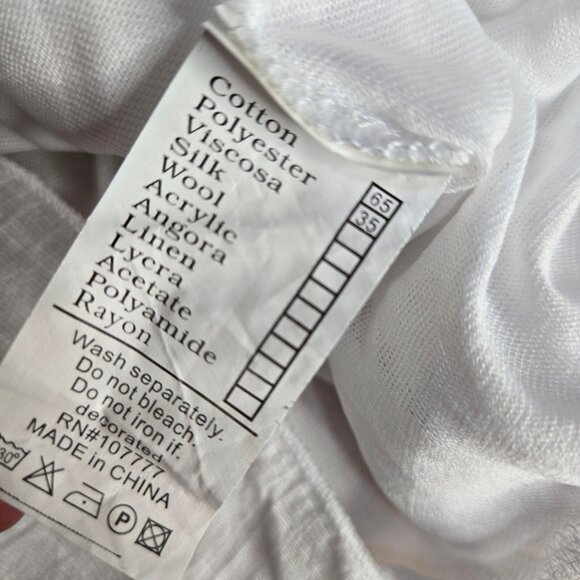 Cotton 65
Polyester 35
Viscosa
Silk
Wool
Acrylic
Angora
Linen
Lycra
Acetate
Polyamide
Rayon
Wash separately.
Do not bleach.
Do not iron if
decorated
RN#107777
MADE in CHINA
30° P